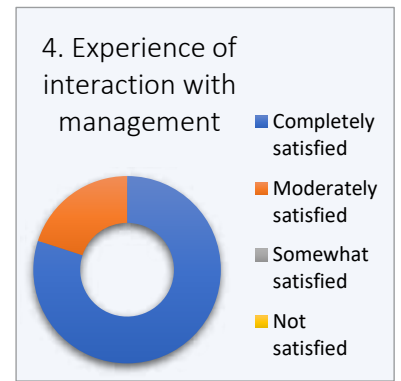 4. Experience of
interaction with
management
Completely
satisfied
Moderately
satisfied
Somewhat
satisfied
Not
satisfied